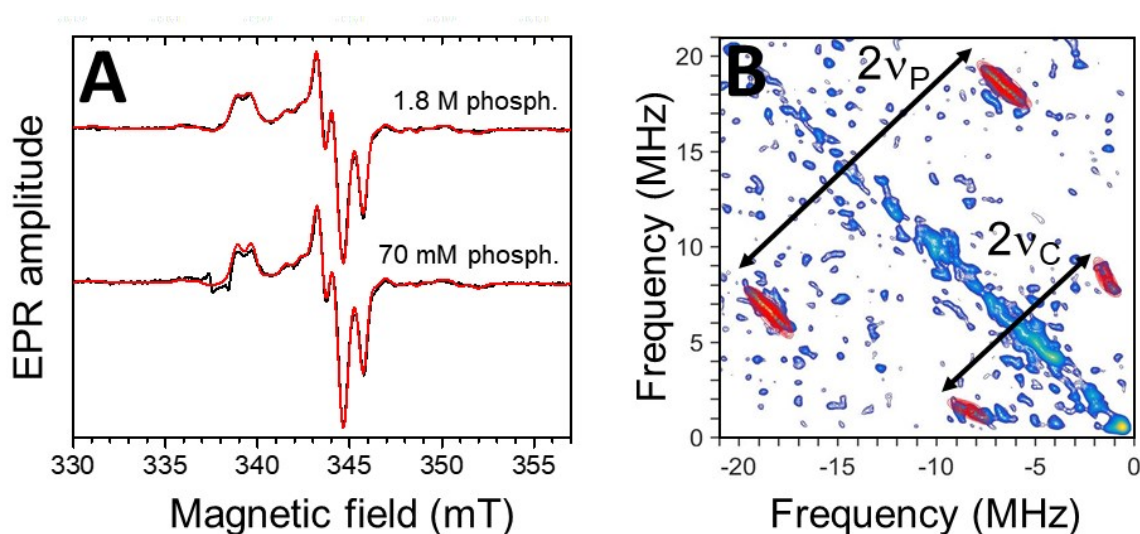 A
1.8 M phosph.
70 mM phosph.
EPR amplitude
330 335 340 345 350 355
Magnetic field (mT)
B
2νP
2νC
Frequency (MHz)
20
15
10
5
0
-20 -15 -10 -5 0
Frequency (MHz)